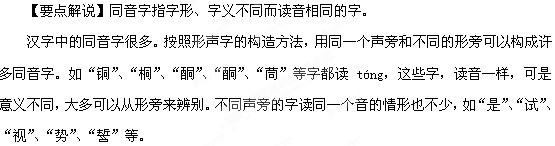 【要点解说】同音字指字形、字义不同而读音相同的字。
汉字中的同音字很多。按照形声字的构造方法，用同一个声旁和不同的形旁可以构成许
多同音字。如“铜”、“桐”、“酮”、“酮”、“茼”等字都读 tóng，这些字，读音一样，可是
意义不同，大多可以从形旁来辨别。不同声旁的字读同一个音的情形也不少，如“是”、“试”、
“视”、“势”、“誓”等。